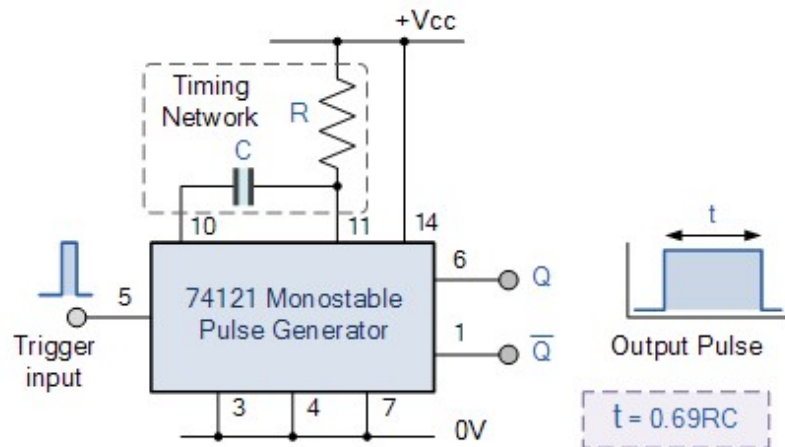 +Vcc
Timing
Network
R
C
10
11
14
t
6
Q
5
74121 Monostable
Pulse Generator
1
Q̅
Trigger
input
Output Pulse
3
4
7
0V
t = 0.69RC